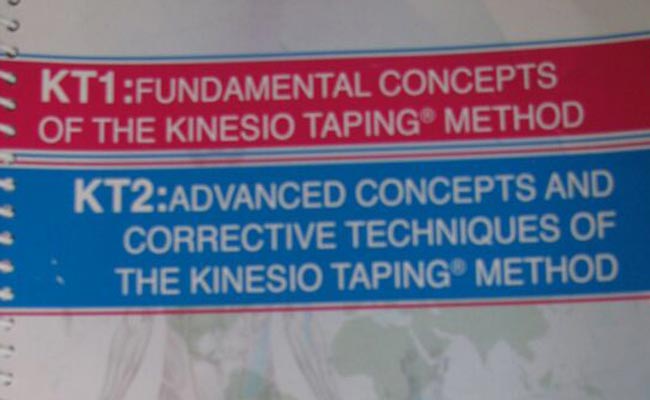 KT1:FUNDAMENTAL CONCEPTS
OF THE KINESIO TAPING® METHOD
KT2:ADVANCED CONCEPTS AND
CORRECTIVE TECHNIQUES OF
THE KINESIO TAPING® METHOD